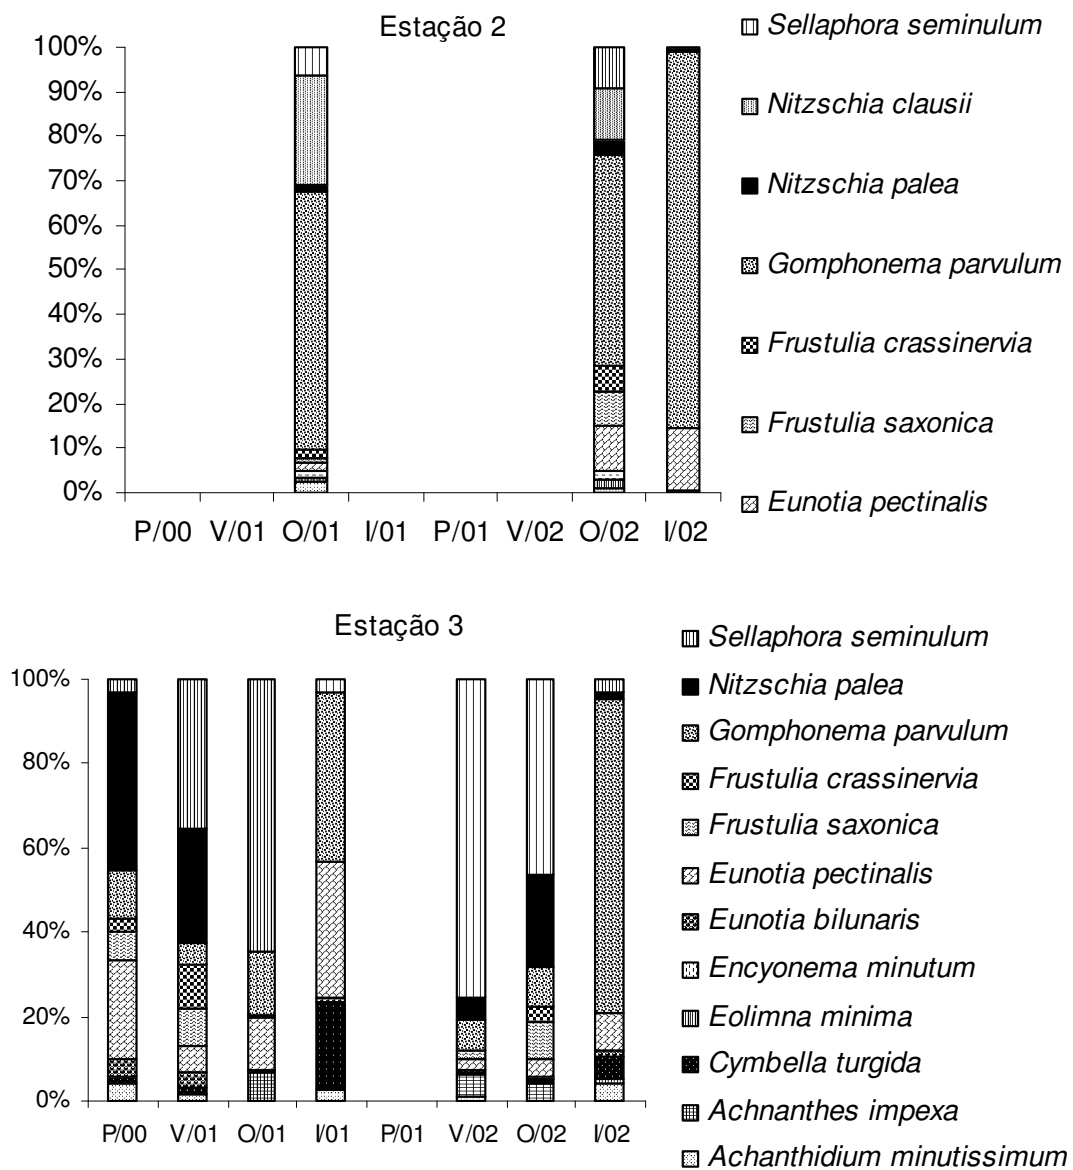 Estação 2
100%
90%
80%
70%
60%
50%
40%
30%
20%
10%
0%
P/00 V/01 O/01 I/01 P/01 V/02 O/02 I/02
Sellaphora seminulum
Nitzschia clausii
Nitzschia palea
Gomphonema parvulum
Frustulia crassinervia
Frustulia saxonica
Eunotia pectinalis
Estação 3
100%
80%
60%
40%
20%
0%
P/00 V/01 O/01 I/01 P/01 V/02 O/02 I/02
Sellaphora seminulum
Nitzschia palea
Gomphonema parvulum
Frustulia crassinervia
Frustulia saxonica
Eunotia pectinalis
Eunotia bilunaris
Encyonema minutum
Eolimna minima
Cymbella turgida
Achnanthes impexa
Achanthidium minutissimum